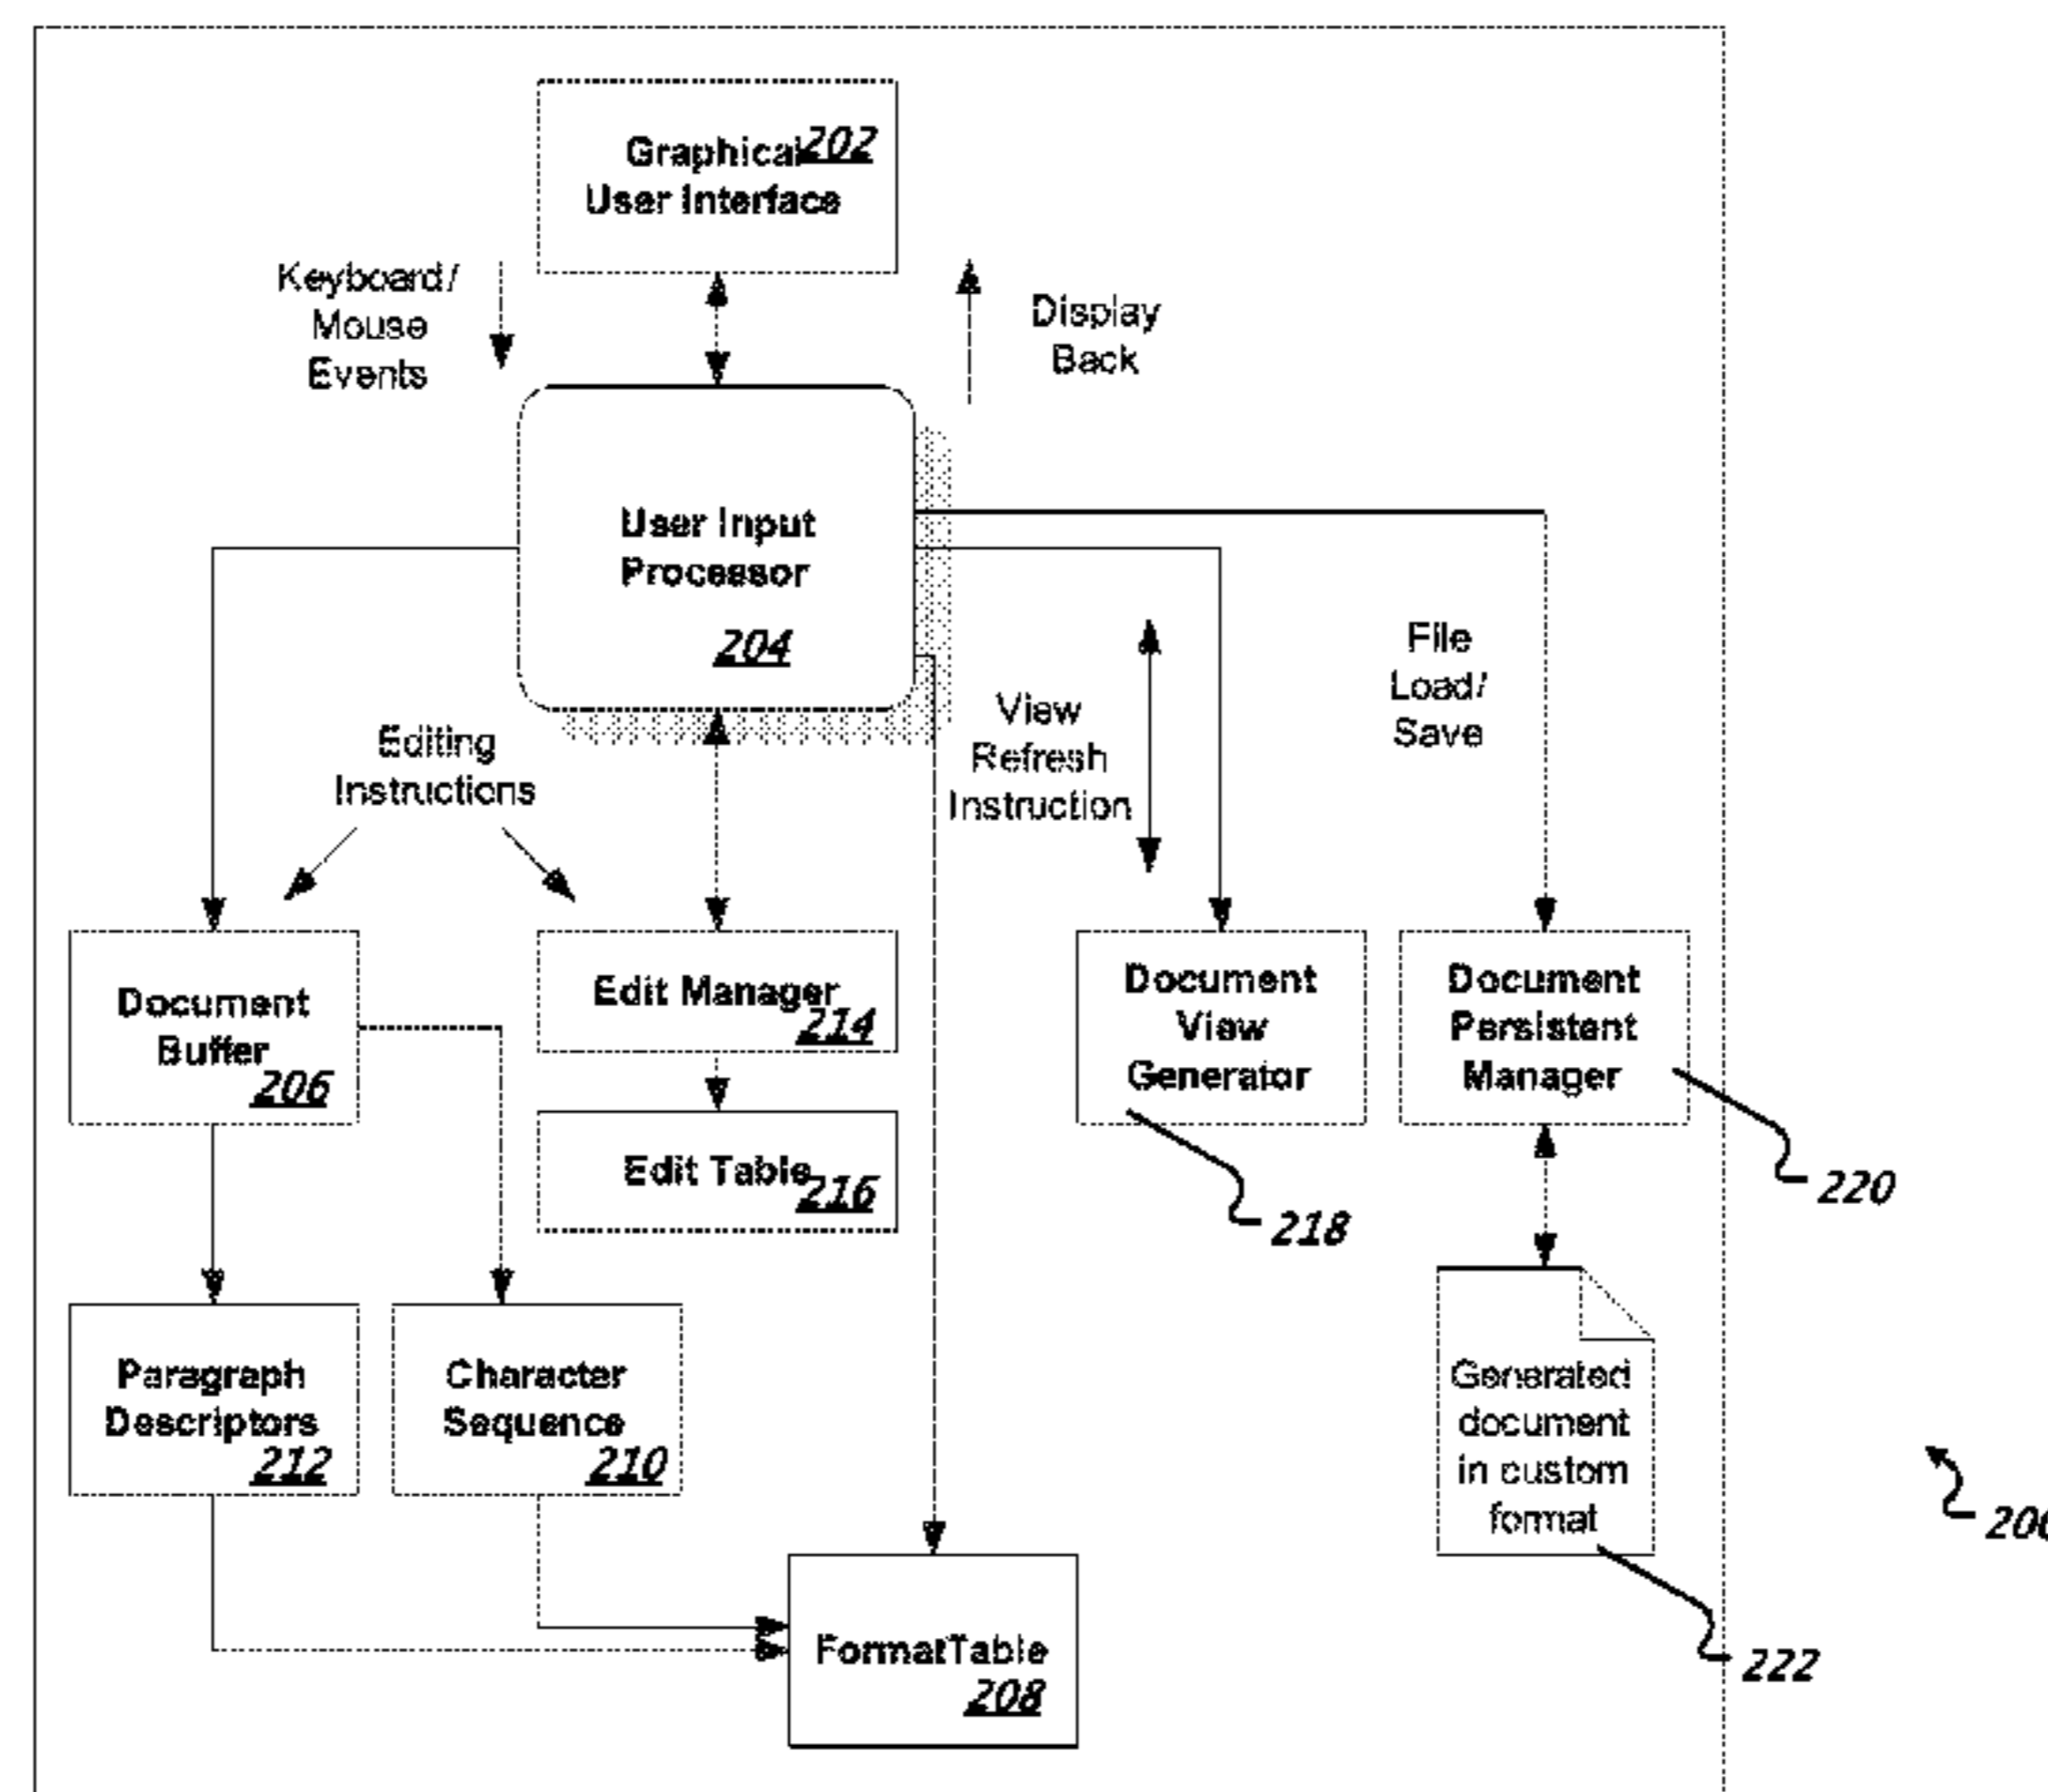 Graphical
202
User Interface
Keyboard/
Mouse
Events
Display
Back
User Input
Processor
204
Editing
Instructions
View
Refresh
Instruction
File
Load/
Save
Document
Buffer
206
Edit Manager
214
Edit Table
216
Document
View
Generator
218
Document
Persistent
Manager
220
Paragraph
Descriptors
212
Character
Sequence
210
Generated
document
in custom
format
222
FormatTable
208